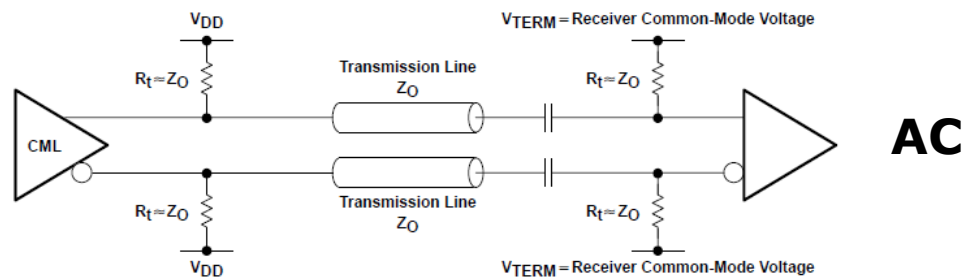 VDD
VTERM = Receiver Common-Mode Voltage
Rt≈ZO
Transmission Line
ZO
Rt≈ZO
CML
AC
Rt≈ZO
Transmission Line
ZO
Rt≈ZO
VDD
VTERM = Receiver Common-Mode Voltage